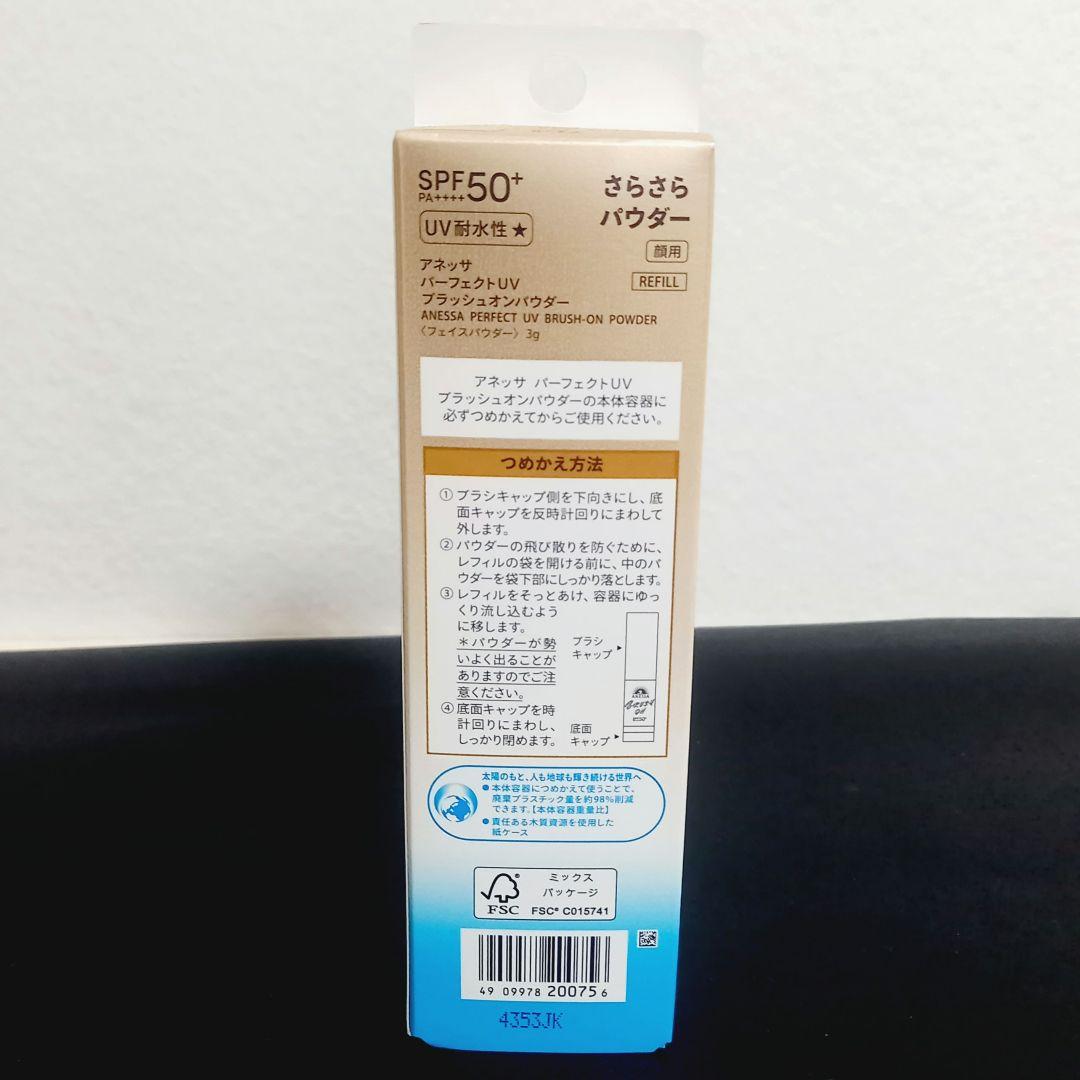 SPF50+
PA++++
UV耐水性★
さらさら
パウダー
顔用
REFILL
アネッサ
パーフェクトUV
ブラッシュオンパウダー
ANESSA PERFECT UV BRUSH-ON POWDER
〈フェイスパウダー〉3g
アネッサ パーフェクトUV
ブラッシュオンパウダーの本体容器に
必ずつめかえてからご使用ください。
つめかえ方法
① ブラシキャップ側を下向きにし、底
面キャップを反時計回りにまわして
外します。
② パウダーの飛び散りを防ぐために、
レフィルの袋を開ける前に、中のパ
ウダーを袋下部にしっかり落とします。
③ レフィルをそっとあけ、容器にゆっ
くり流し込むよう
に移します。
＊パウダーが勢
いよく出ることが
ありますのでご注
意ください。
④ 底面キャップを時
計回りにまわし、
しっかり閉めます。
ブラシ
キャップ
ANESSA
BRUSH
ON
底面
キャップ
太陽のもと、人も地球も輝き続ける世界へ
●本体容器につめかえて使うことで、
廃棄プラスチック量を約98%削減
できます。【本体容器重量比】
●責任ある木質資源を使用した
紙ケース
FSC
ミックス
パッケージ
FSC® C015741
4909978200756
4353JK